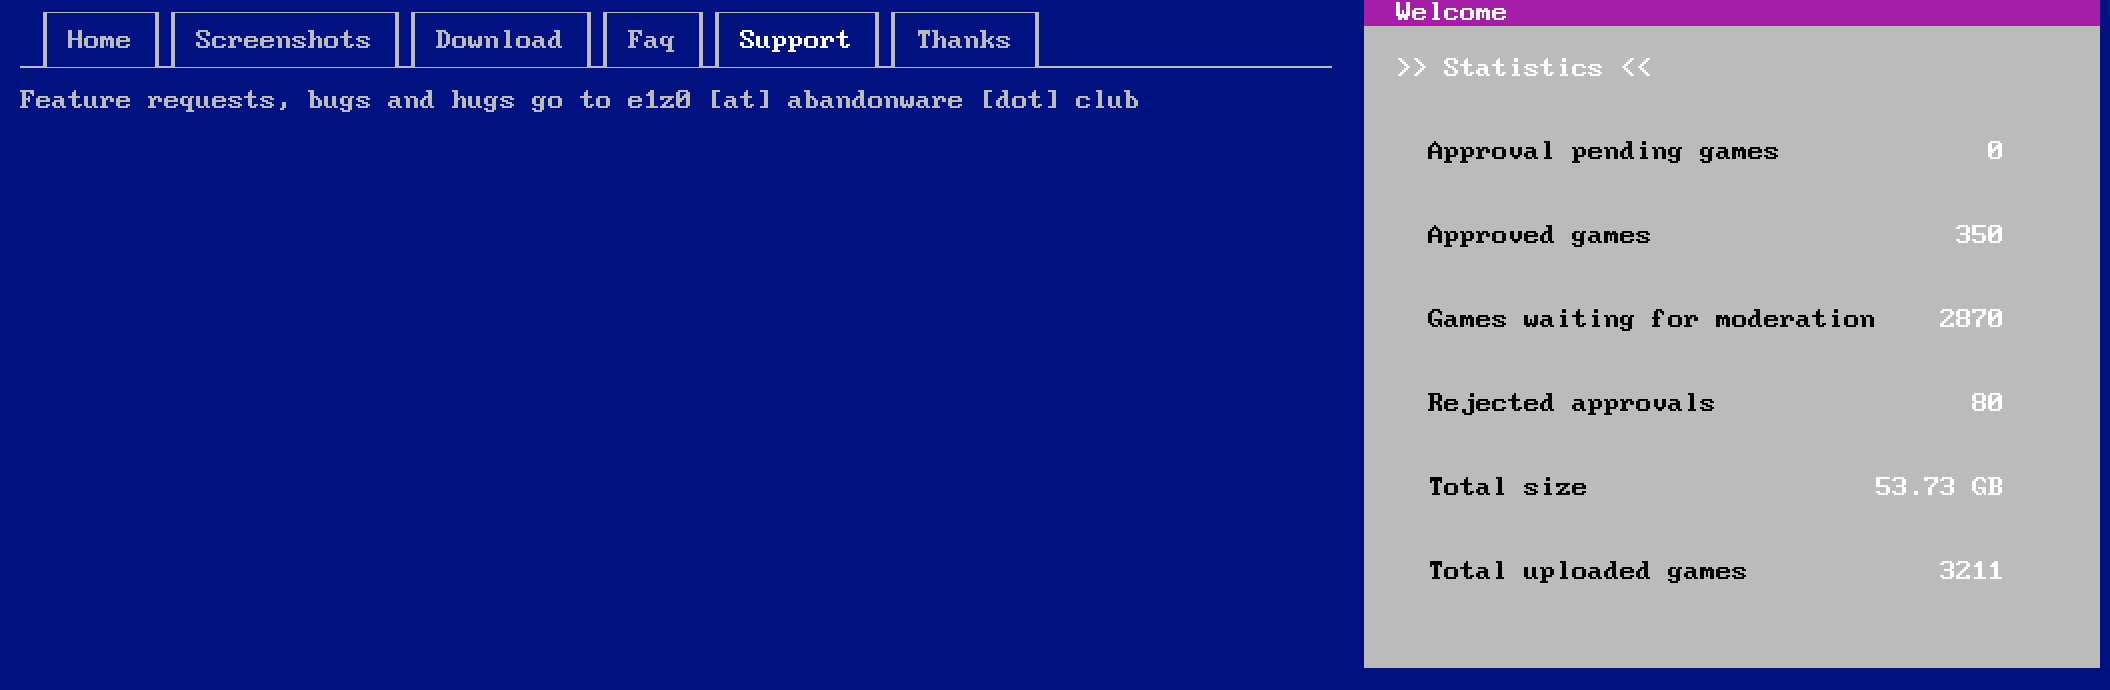 Home Screenshots Download Faq Support Thanks
Feature requests, bugs and hugs go to e1z0 [at] abandonware [dot] club
Welcome
>> Statistics <<
Approval pending games 0
Approved games 350
Games waiting for moderation 2870
Rejected approvals 80
Total size 53.73 GB
Total uploaded games 3211